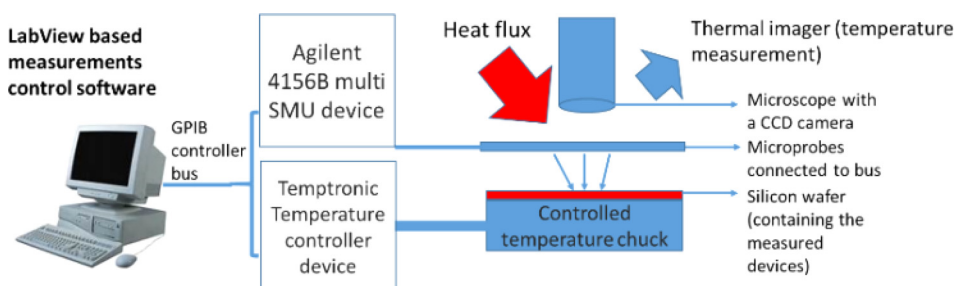 LabView based
measurements
control software
GPIB
controller
bus
Agilent
4156B multi
SMU device
Temptronic
Temperature
controller
device
Heat flux
Thermal imager (temperature
measurement)
Microscope with
a CCD camera
Microprobes
connected to bus
Silicon wafer
(containing the
measured
devices)
Controlled
temperature chuck